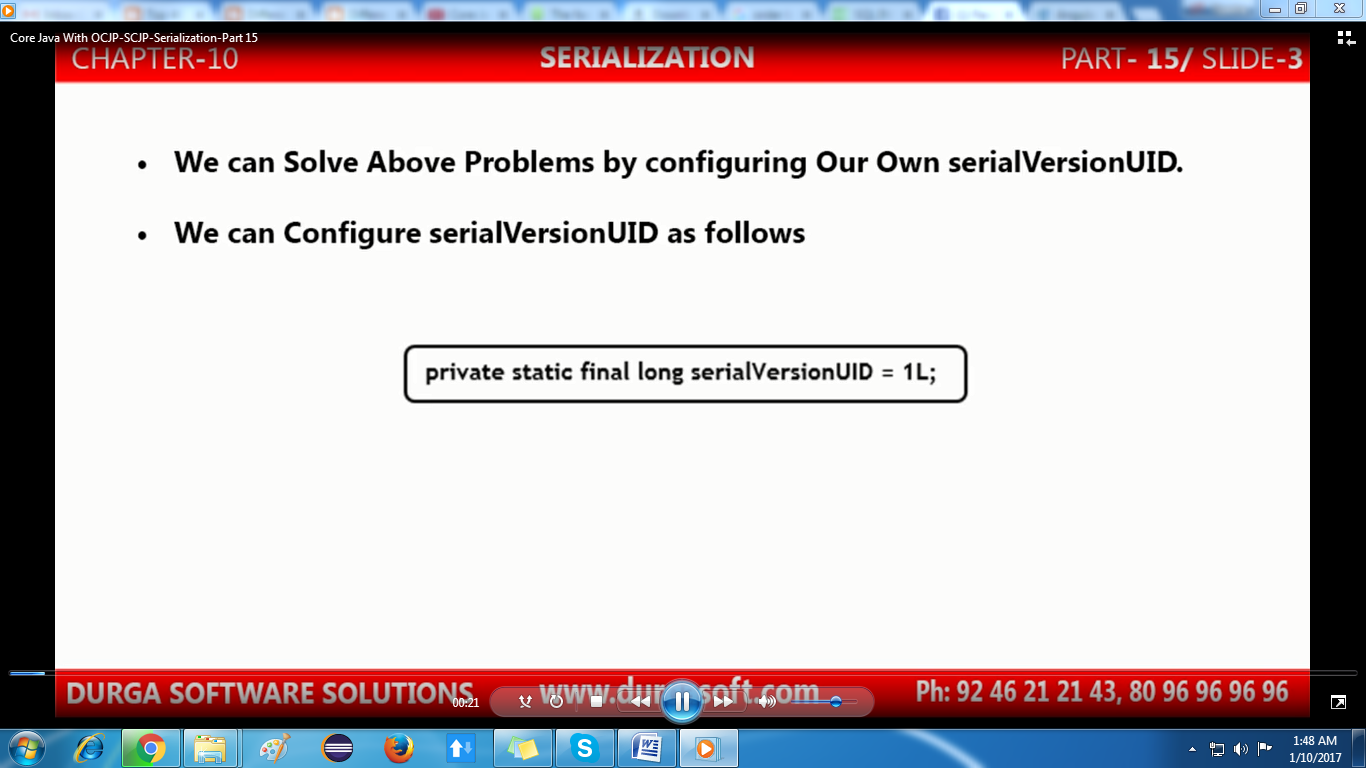 Core Java With OCJP-SCJP-Serialization-Part 15
CHAPTER-10
SERIALIZATION
PART- 15/ SLIDE-3
• We can Solve Above Problems by configuring Our Own serialVersionUID.
• We can Configure serialVersionUID as follows
private static final long serialVersionUID = 1L;
DURGA SOFTWARE SOLUTIONS
www.durgasoft.com
Ph: 92 46 21 21 43, 80 96 96 96 96
00:21
1:48 AM
1/10/2017